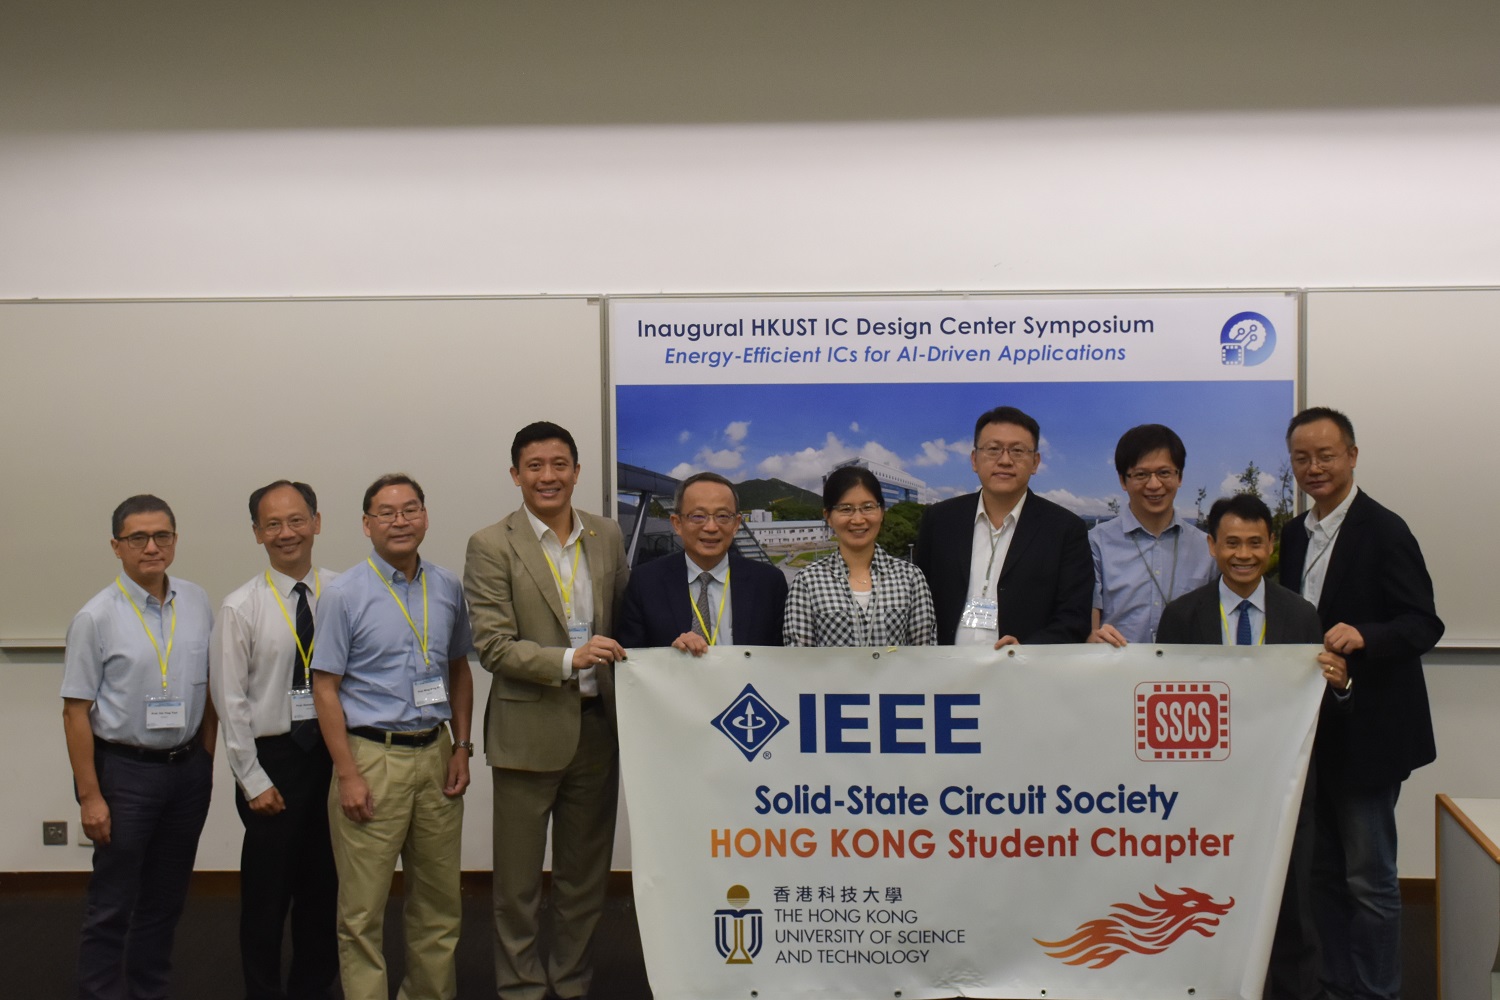 Inaugural HKUST IC Design Center Symposium
Energy-Efficient ICs for AI-Driven Applications
IEEE
®
SSCS
Solid-State Circuit Society
HONG KONG Student Chapter
香港科技大學
THE HONG KONG
UNIVERSITY OF SCIENCE
AND TECHNOLOGY